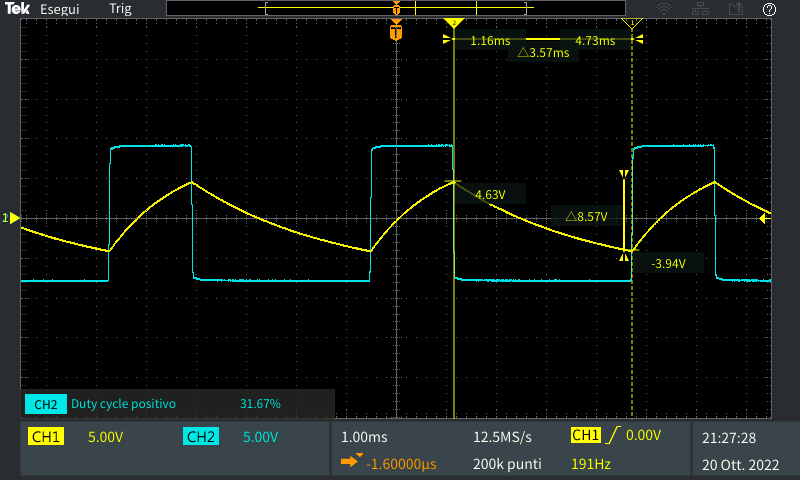 Tek Esegui Trig
T
T
2 1
1.16ms 4.73ms
△3.57ms
4.63V
△8.57V
1
-3.94V
CH2 Duty cycle positivo 31.67%
CH1 5.00V CH2 5.00V 1.00ms 12.5MS/s CH1 0.00V 21:27:28
-1.60000µs 200k punti 191Hz 20 Ott. 2022